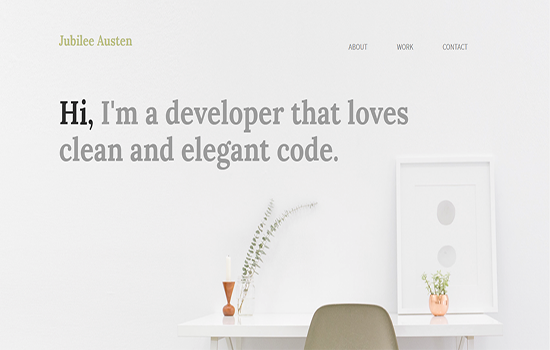 Jubilee Austen
ABOUT WORK CONTACT
Hi, I'm a developer that loves
clean and elegant code.